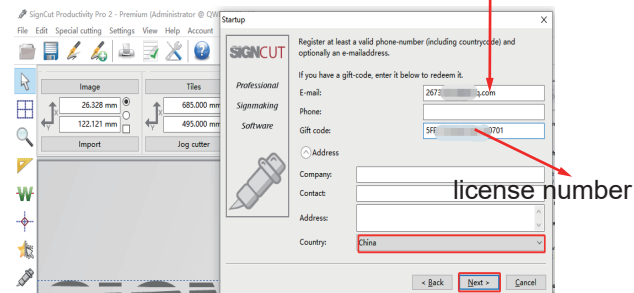 SignCut Productivity Pro 2 - Premium (Administrator @ QW
Startup
X
File Edit Special cutting Settings View Help Account
SIGNCUT
Professional
Signmaking
Software
Register at least a valid phone-number (including countrycode) and
optionally an e-mailaddress.
If you have a gift-code, enter it below to redeem it.
E-mail:
2673 q.com
Phone:
Gift code:
5FF 0701
Address
Company:
Contact:
Address:
Country:
China
< Back
Next >
Cancel
Image
26.328 mm
122.121 mm
Import
Tiles
685.000 mm
495.000 mm
Jog cutter
license number